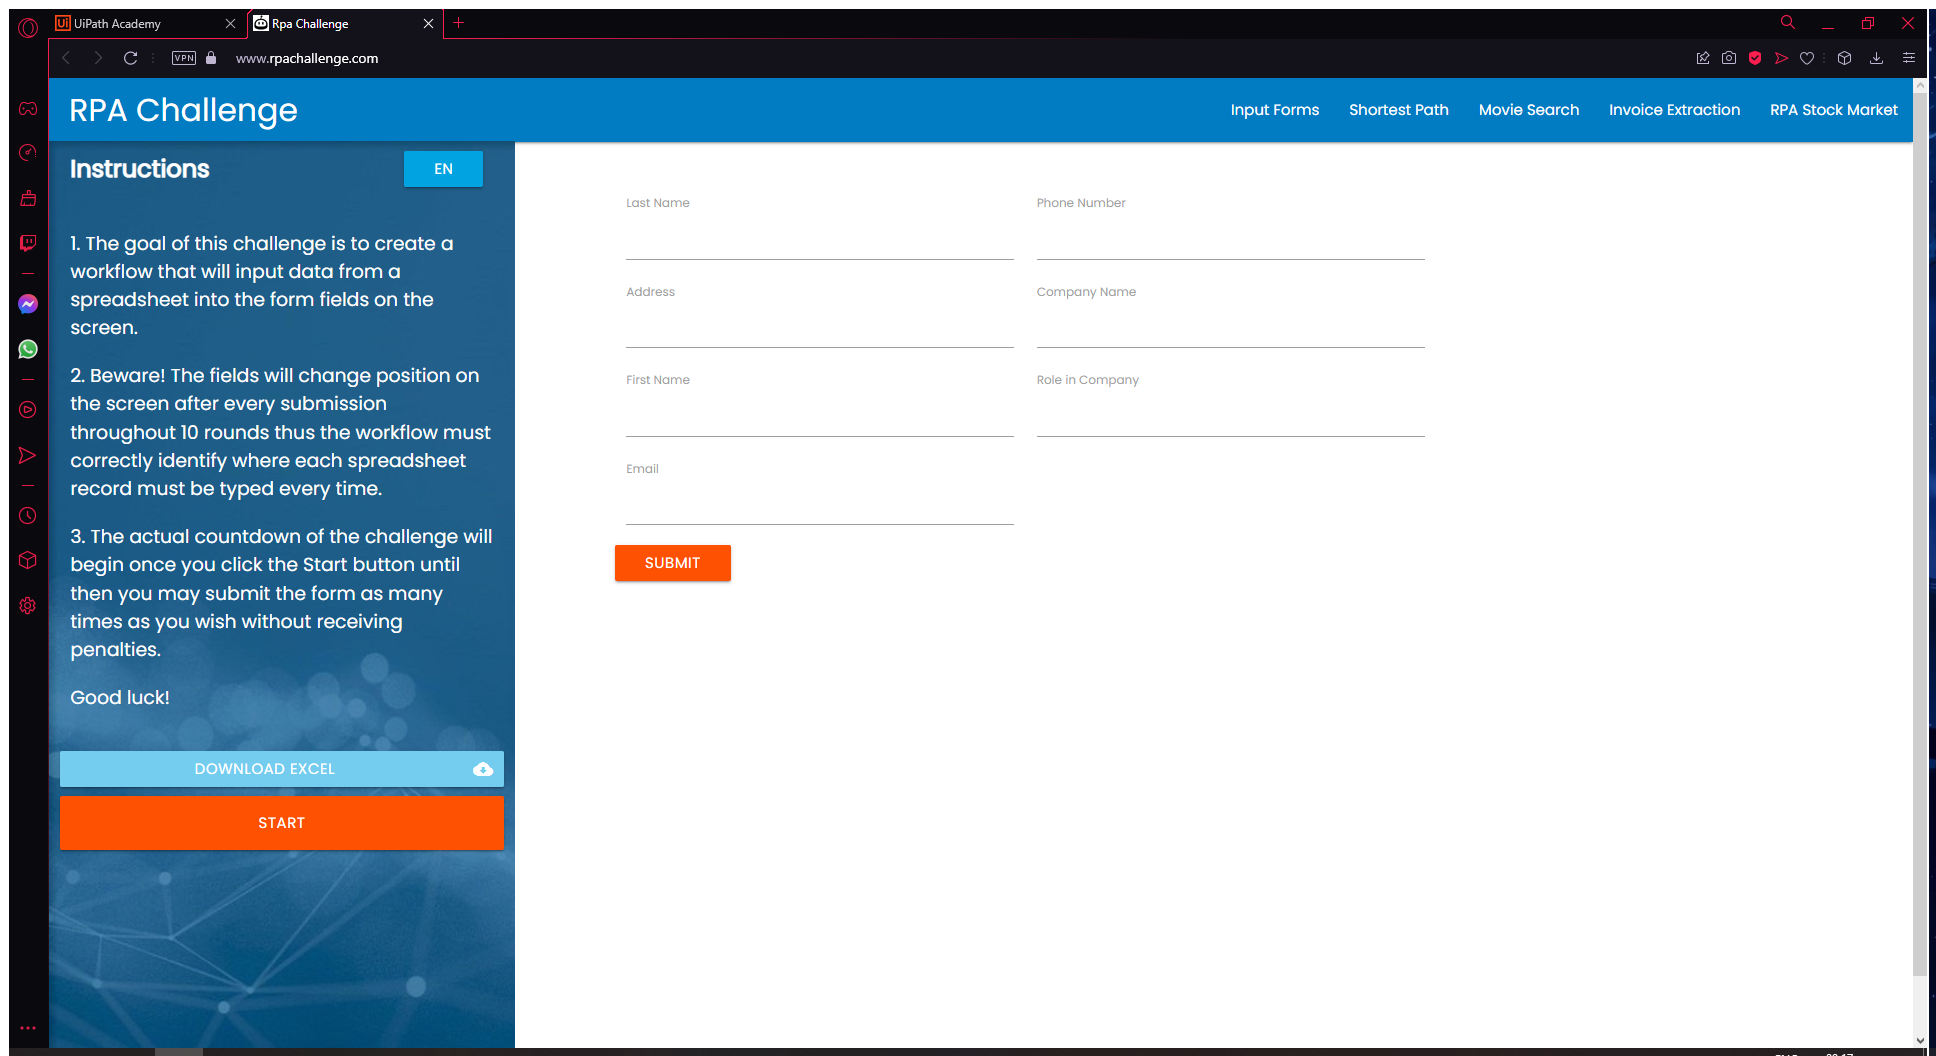 UiPath Academy
Rpa Challenge
VPN
www.rpachallenge.com
RPA Challenge
Input Forms
Shortest Path
Movie Search
Invoice Extraction
RPA Stock Market
Instructions
EN
1. The goal of this challenge is to create a
workflow that will input data from a
spreadsheet into the form fields on the
screen.
2. Beware! The fields will change position on
the screen after every submission
throughout 10 rounds thus the workflow must
correctly identify where each spreadsheet
record must be typed every time.
3. The actual countdown of the challenge will
begin once you click the Start button until
then you may submit the form as many
times as you wish without receiving
penalties.
Good luck!
DOWNLOAD EXCEL
START
Last Name
Phone Number
Address
Company Name
First Name
Role in Company
Email
SUBMIT